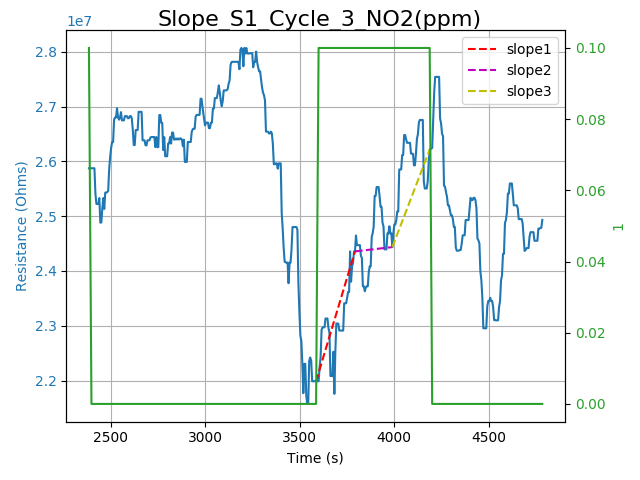 Slope_S1_Cycle_3_NO2(ppm)
1e7
slope1
slope2
slope3
2.8
2.7
2.6
2.5
2.4
2.3
2.2
Resistance (Ohms)
0.10
0.08
0.06
0.04
0.02
0.00
1
2500
3000
3500
4000
4500
Time (s)